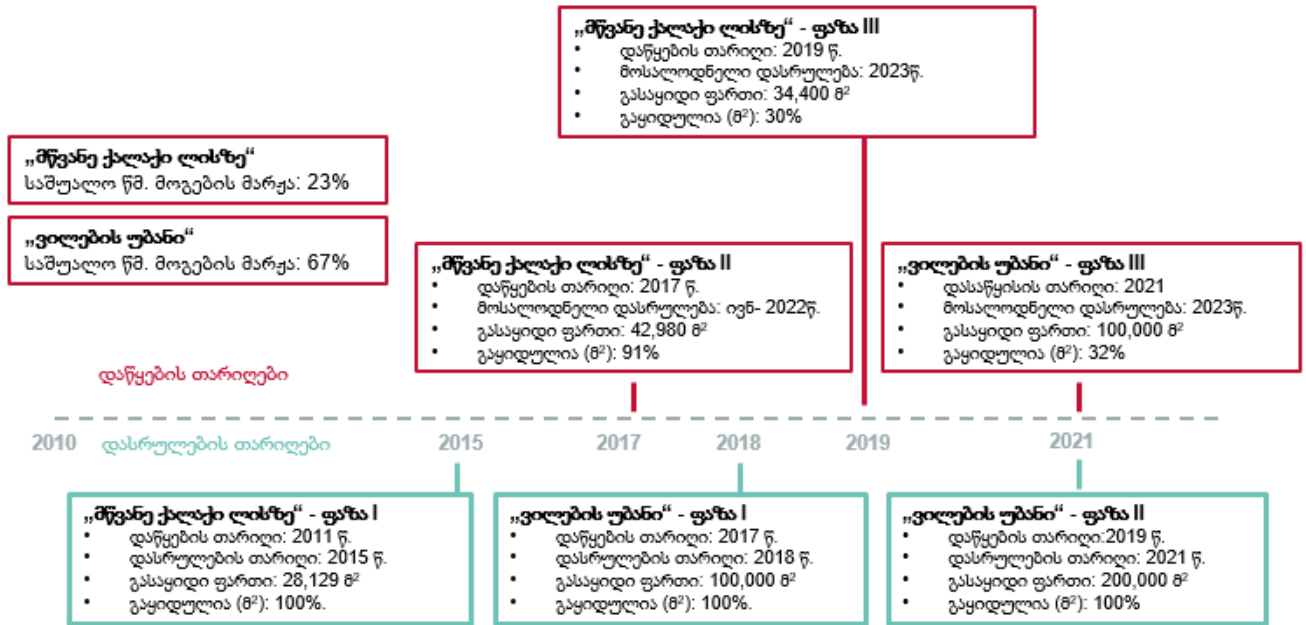 „მწვანე ქალაქი ლისზე“ - ფაზა III
• დაწყების თარიღი: 2019 წ.
• მოსალოდნელი დასრულება: 2023წ.
• გასაყიდი ფართი: 34,400 მ²
• გაყიდულია (მ²): 30%
„მწვანე ქალაქი ლისზე“
საშუალო წმ. მოგების მარჟა: 23%
„ვილების უბანი“
საშუალო წმ. მოგების მარჟა: 67%
„მწვანე ქალაქი ლისზე“ - ფაზა II
• დაწყების თარიღი: 2017 წ.
• მოსალოდნელი დასრულება: ივნ- 2022წ.
• გასაყიდი ფართი: 42,980 მ²
• გაყიდულია (მ²): 91%
„ვილების უბანი“ - ფაზა III
• დასაწყისის თარიღი: 2021
• მოსალოდნელი დასრულება: 2023წ.
• გასაყიდი ფართი: 100,000 მ²
• გაყიდულია (მ²): 32%
დაწყების თარიღები
2010 დასრულების თარიღები 2015 2017 2018 2019 2021
„მწვანე ქალაქი ლისზე“ - ფაზა I
• დაწყების თარიღი: 2011 წ.
• დასრულების თარიღი: 2015 წ.
• გასაყიდი ფართი: 28,129 მ²
• გაყიდულია (მ²): 100%.
„ვილების უბანი“ - ფაზა I
• დაწყების თარიღი: 2017 წ.
• დასრულების თარიღი: 2018 წ.
• გასაყიდი ფართი: 100,000 მ²
• გაყიდულია (მ²): 100%.
„ვილების უბანი“ - ფაზა II
• დაწყების თარიღი:2019 წ.
• დასრულების თარიღი: 2021 წ.
• გასაყიდი ფართი: 200,000 მ²
• გაყიდულია (მ²): 100%